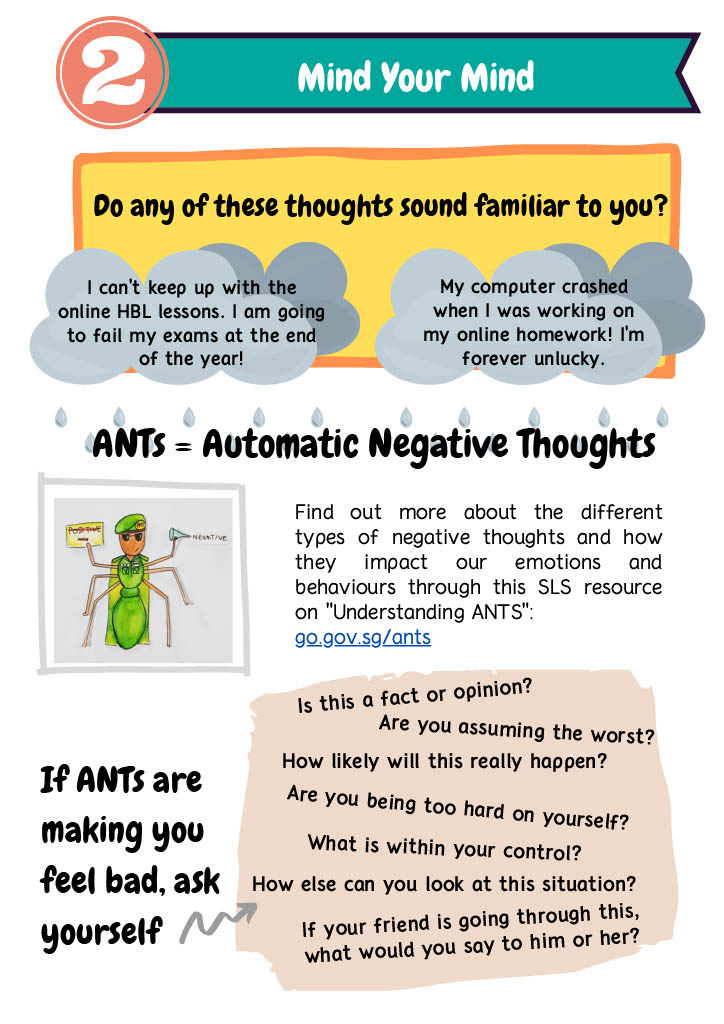 2
Mind Your Mind
Do any of these thoughts sound familiar to you?
I can't keep up with the
online HBL lessons. I am going
to fail my exams at the end
of the year!
My computer crashed
when I was working on
my online homework! I'm
forever unlucky.
ANTs = Automatic Negative Thoughts
POSITIVE
NEGATIVE
Find out more about the different
types of negative thoughts and how
they impact our emotions and
behaviours through this SLS resource
on "Understanding ANTS":
go.gov.sg/ants
If ANTs are
making you
feel bad, ask
yourself
Is this a fact or opinion?
Are you assuming the worst?
How likely will this really happen?
Are you being too hard on yourself?
What is within your control?
How else can you look at this situation?
If your friend is going through this,
what would you say to him or her?